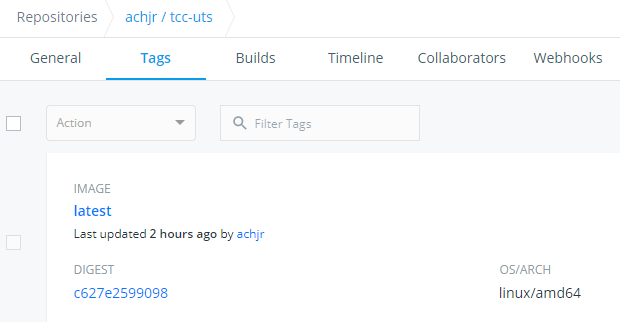 Repositories achjr / tcc-uts
General Tags Builds Timeline Collaborators Webhooks
Action Filter Tags
IMAGE
latest
Last updated 2 hours ago by achjr
DIGEST OS/ARCH
c627e2599098 linux/amd64